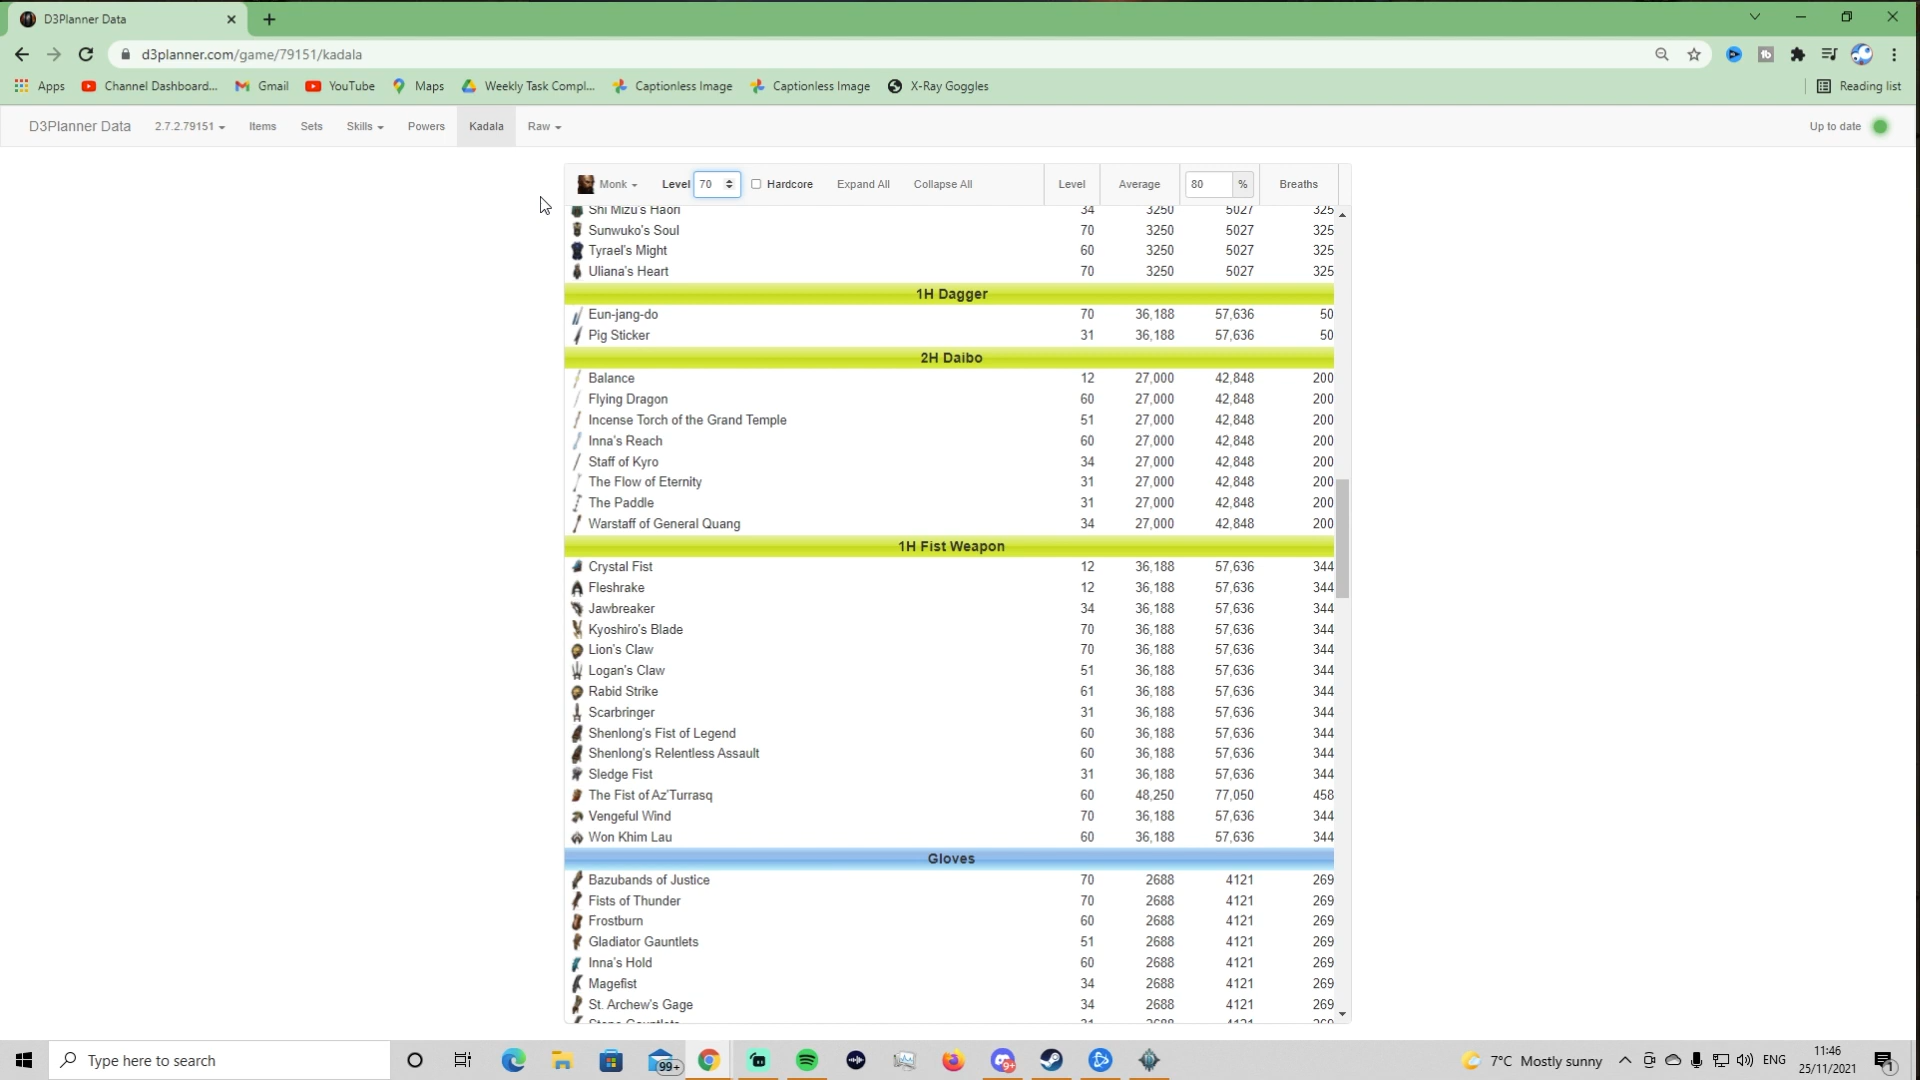 D3Planner Data
d3planner.com/game/79151/kadala
Apps Channel Dashboard... Gmail YouTube Maps Weekly Task Compl... Captionless Image Captionless Image X-Ray Goggles Reading list
D3Planner Data 2.7.2.79151 Items Sets Skills Powers Kadala Raw Up to date
Monk Level 70 Hardcore Expand All Collapse All Level Average 80 % Breaths
Shi Mizu's Haori 34 3250 5027 325
Sunwuko's Soul 70 3250 5027 325
Tyrael's Might 60 3250 5027 325
Uliana's Heart 70 3250 5027 325
1H Dagger
Eun-jang-do 70 36,188 57,636 50
Pig Sticker 31 36,188 57,636 50
2H Daibo
Balance 12 27,000 42,848 200
Flying Dragon 60 27,000 42,848 200
Incense Torch of the Grand Temple 51 27,000 42,848 200
Inna's Reach 60 27,000 42,848 200
Staff of Kyro 34 27,000 42,848 200
The Flow of Eternity 31 27,000 42,848 200
The Paddle 31 27,000 42,848 200
Warstaff of General Quang 34 27,000 42,848 200
1H Fist Weapon
Crystal Fist 12 36,188 57,636 344
Fleshrake 12 36,188 57,636 344
Jawbreaker 34 36,188 57,636 344
Kyoshiro's Blade 70 36,188 57,636 344
Lion's Claw 70 36,188 57,636 344
Logan's Claw 51 36,188 57,636 344
Rabid Strike 61 36,188 57,636 344
Scarbringer 31 36,188 57,636 344
Shenlong's Fist of Legend 60 36,188 57,636 344
Shenlong's Relentless Assault 60 36,188 57,636 344
Sledge Fist 31 36,188 57,636 344
The Fist of Az'Turrasq 60 48,250 77,050 458
Vengeful Wind 70 36,188 57,636 344
Won Khim Lau 60 36,188 57,636 344
Gloves
Bazubands of Justice 70 2688 4121 269
Fists of Thunder 70 2688 4121 269
Frostburn 60 2688 4121 269
Gladiator Gauntlets 51 2688 4121 269
Inna's Hold 60 2688 4121 269
Magefist 34 2688 4121 269
St. Archew's Gage 34 2688 4121 269
Stone Gauntlets 31 2688 4121 269
Type here to search 99+ 9+ 7°C Mostly sunny ENG 11:46
25/11/2021 1